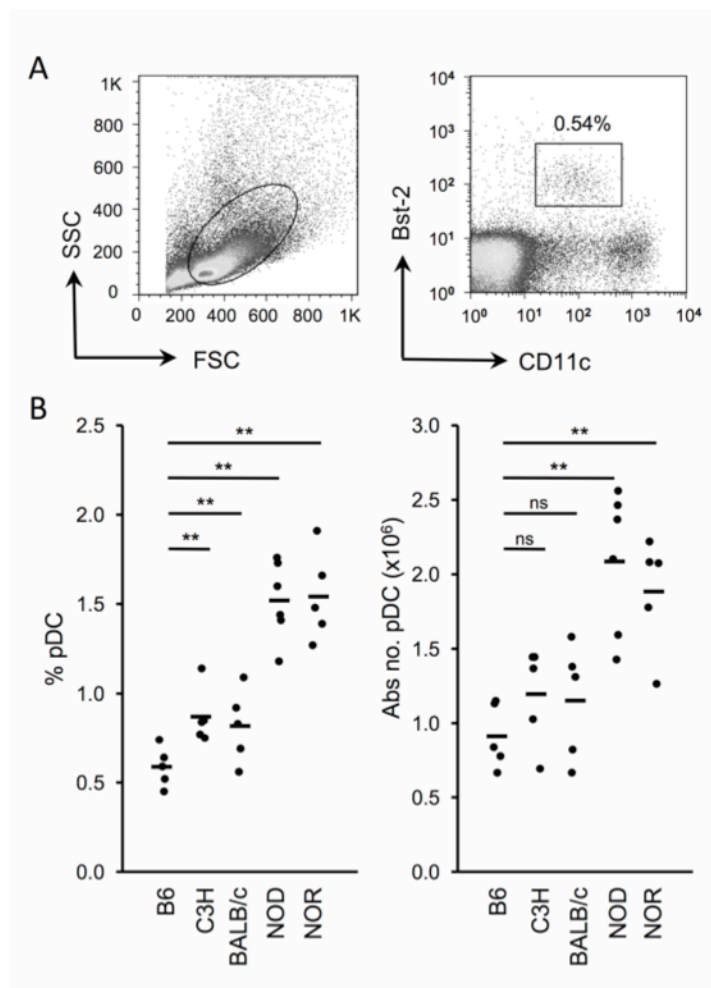 A
1K
800
600
400
200
0
SSC
0 200 400 600 800 1K
FSC
10⁴
10³
10²
10¹
10⁰
Bst-2
0.54%
10⁰ 10¹ 10² 10³ 10⁴
CD11c
B
2.5
2.0
1.5
1.0
0.5
0.0
% pDC
**
**
**
**
B6 C3H BALB/c NOD NOR
3.0
2.5
2.0
1.5
1.0
0.5
0.0
Abs no. pDC (x10⁶)
**
**
ns
ns
B6 C3H BALB/c NOD NOR